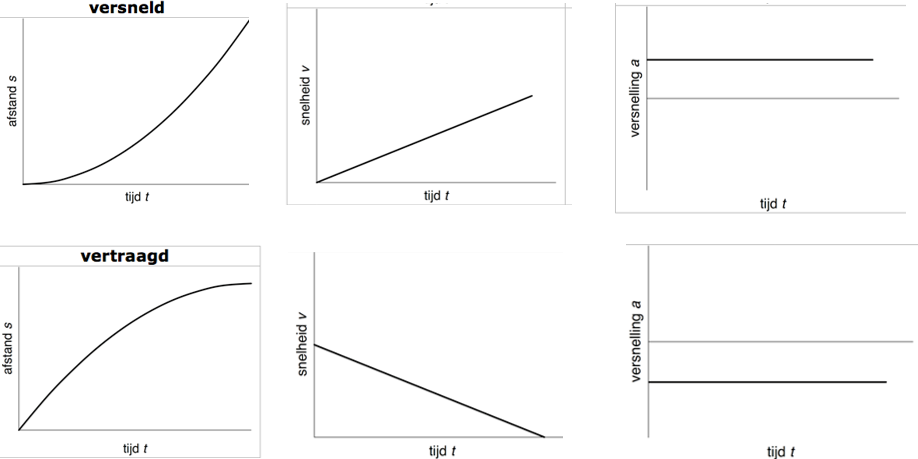 versneld
afstand s
tijd t
snelheid v
tijd t
versnelling a
tijd t
vertraagd
afstand s
tijd t
snelheid v
tijd t
versnelling a
tijd t